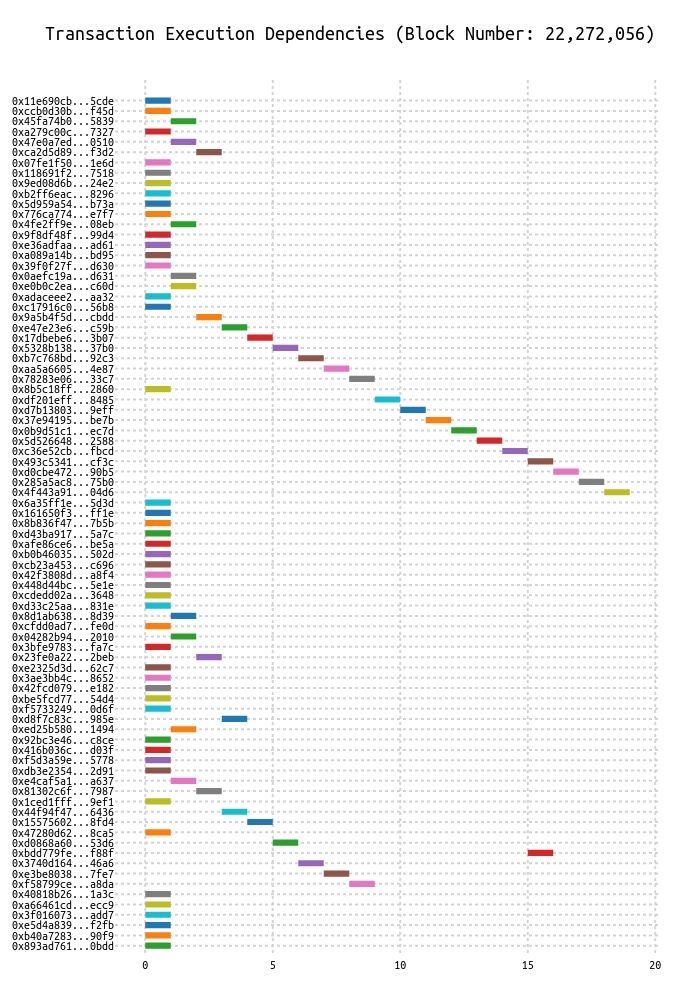 Transaction Execution Dependencies (Block Number: 22,272,056)
0x11e690cb...5cde
0xccb0d30b...f45d
0x45fa74b0...5839
0xa279c00c...7327
0x47e0a7ed...0510
0xca2d5d89...f3d2
0x07fe1f50...1e6d
0x118691f2...7518
0x9ed08d6b...24e2
0xb2ff6eac...8296
0x5d959a54...b73a
0x776ca774...e7f7
0x4fe2ff9e...08eb
0x9f8df48f...99d4
0xe36adfaa...ad61
0xa089a14b...bd95
0x39f0f27f...d630
0x0aefc19a...d631
0xe0b0c2ea...c60d
0xadaceee2...aa32
0xc17916c0...56b8
0x9a5b4f5d...cbdd
0xe47e23e6...c59b
0x17dbebe6...3b07
0x5328b138...37b0
0xb7c768bd...92c3
0xaa5a6605...4e87
0x78283e06...33c7
0x8b5c18ff...2860
0xdf201eff...8485
0xd7b13803...9eff
0x37e94195...be7b
0x0b9d51c1...ec7d
0x5d526648...2588
0xc36e52cb...fbcd
0x493c5341...cf3c
0xd0cbe472...90b5
0x285a5ac8...75b0
0x4f443a91...04d6
0x6a35ff1e...5d3d
0x161650f3...ff1e
0x8b836f47...7b5b
0xd43ba917...5a7c
0xafe86ce6...be5a
0xb0b46035...502d
0xcb23a453...c696
0x42f3808d...a8f4
0x448d44bc...5e1e
0xcdedd02a...3648
0xd33c25aa...831e
0x8d1ab638...8d39
0xcfdd0ad7...fe0d
0x04282b94...2010
0x3bfe9783...fa7c
0x23fe0a22...2beb
0xe2325d3d...62c7
0x3ae3bb4c...8652
0x42fcd079...e182
0xbe5fcd77...54d4
0xf5733249...0d6f
0xd8f7c83c...985e
0xed25b580...1494
0x92bc3e46...c8ce
0x416b036c...d03f
0xf5d3a59e...5778
0xdb3e2354...2d91
0xe4caf5a1...a637
0x81302c6f...7987
0x1ced1fff...9ef1
0x44f94f47...6436
0x15575602...8fd4
0x47280d62...8ca5
0xd0868a60...53d6
0xbdd779fe...f88f
0x3740d164...46a6
0xe3be8038...7fe7
0xf58799ce...a8da
0x40818b26...1a3c
0xa66461cd...ecc9
0x3f016073...add7
0xe5d4a839...f2fb
0xb40a7283...90f9
0x893ad761...0bdd
0 5 10 15 20